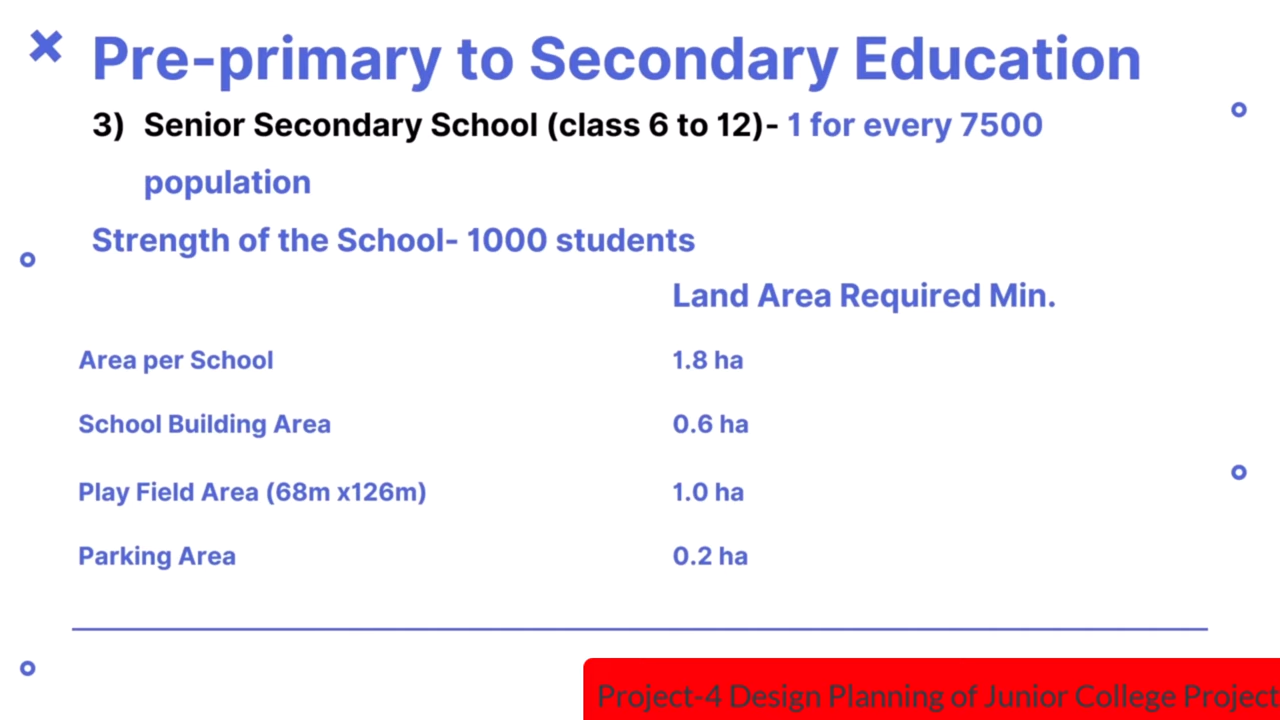 Pre-primary to Secondary Education
3) Senior Secondary School (class 6 to 12)- 1 for every 7500
population
Strength of the School- 1000 students
Land Area Required Min.
Area per School 1.8 ha
School Building Area 0.6 ha
Play Field Area (68m x126m) 1.0 ha
Parking Area 0.2 ha
Project-4 Design Planning of Junior College Project